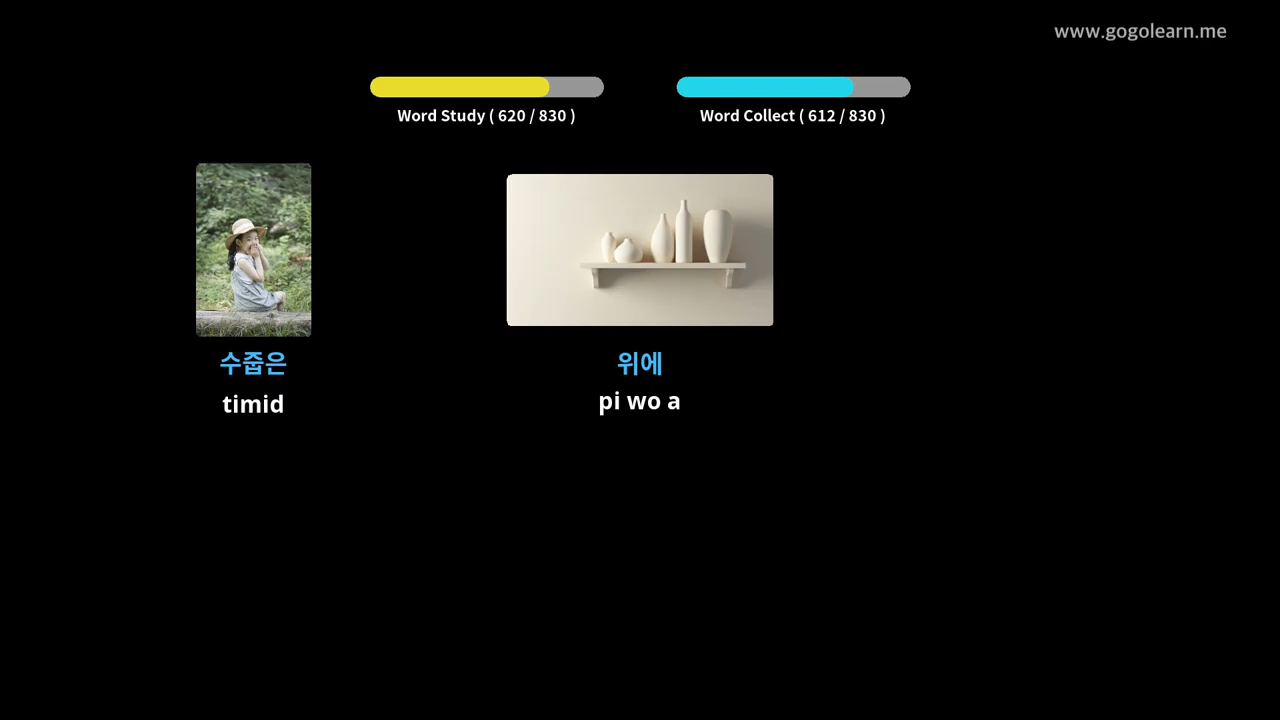 www.gogolearn.me
Word Study ( 620 / 830 )
Word Collect ( 612 / 830 )
수줍은
timid
위에
pi wo a